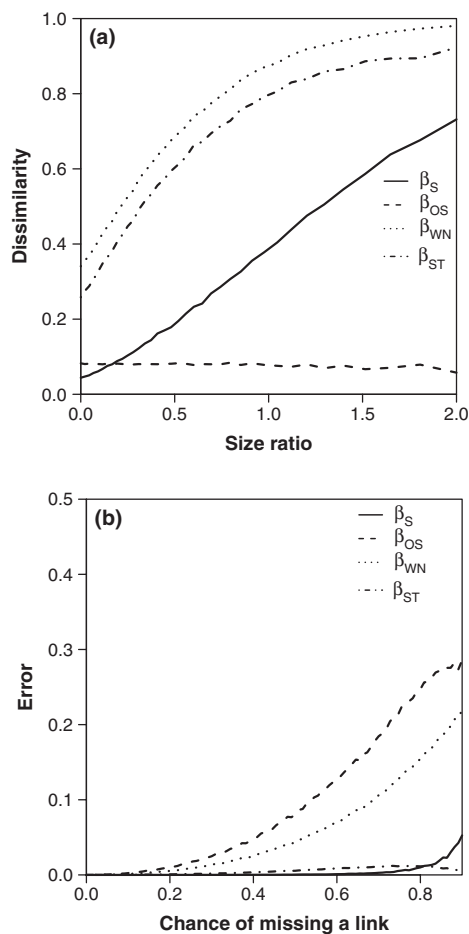 (a)
1.0
0.8
0.6
0.4
0.2
0.0
Dissimilarity
βS
βOS
βWN
βST
0.0 0.5 1.0 1.5 2.0
Size ratio
(b)
0.5
0.4
0.3
0.2
0.1
0.0
Error
βS
βOS
βWN
βST
0.0 0.2 0.4 0.6 0.8
Chance of missing a link